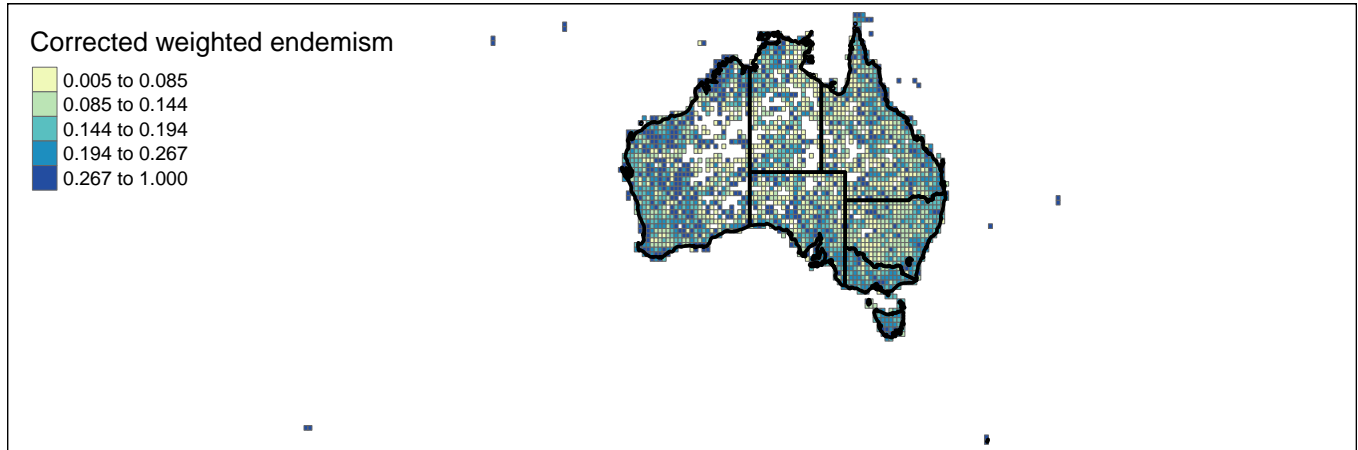 Corrected weighted endemism
0.005 to 0.085
0.085 to 0.144
0.144 to 0.194
0.194 to 0.267
0.267 to 1.000